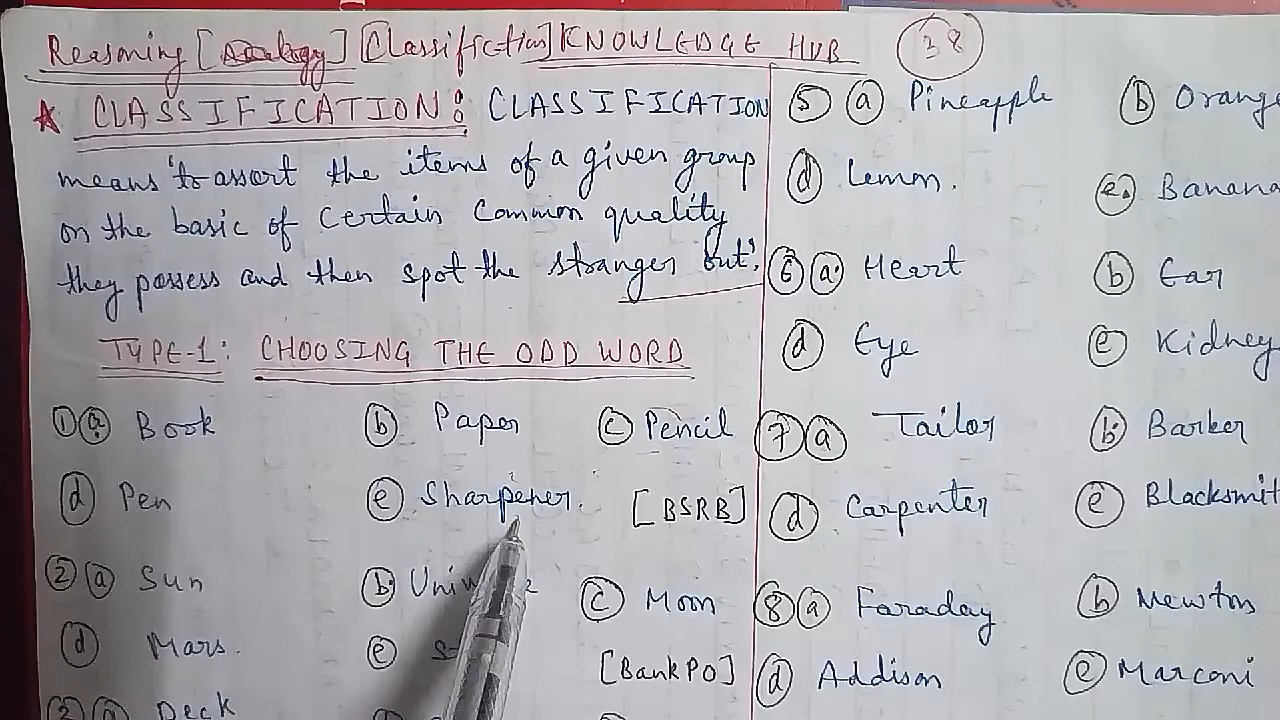 Reasoning [Analogy] [Classifiction] KNOWLEDGE HUB
38
☆ CLASSIFICATION: CLASSIFICATION
means "to assort the items of a given group
on the basic of certain common quality
they possess and then spot the stranger out".
TYPE-1: CHOOSING THE ODD WORD
1 a Book b Paper c Pencil
d Pen e Sharpener. [BSRB]
2 a Sun b c Moon
d Mars. e [Bank PO]
a Deck
5 a Pineapple b Orange
d Lemon. e. Banana
6 a Heart b Ear
d Eye e Kidney
7 a Tailor b Barker
d Carpenter e Blacksmit
8 a Faraday b Newton
d Addison e Marconi